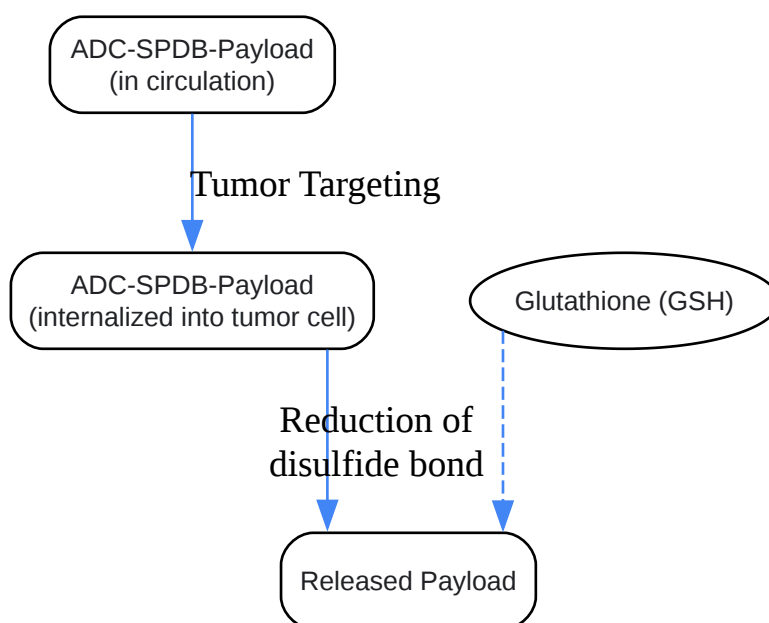 ADC-SPDB-Payload
(in circulation)
Tumor Targeting
ADC-SPDB-Payload
(internalized into tumor cell)
Glutathione (GSH)
Reduction of
disulfide bond
Released Payload